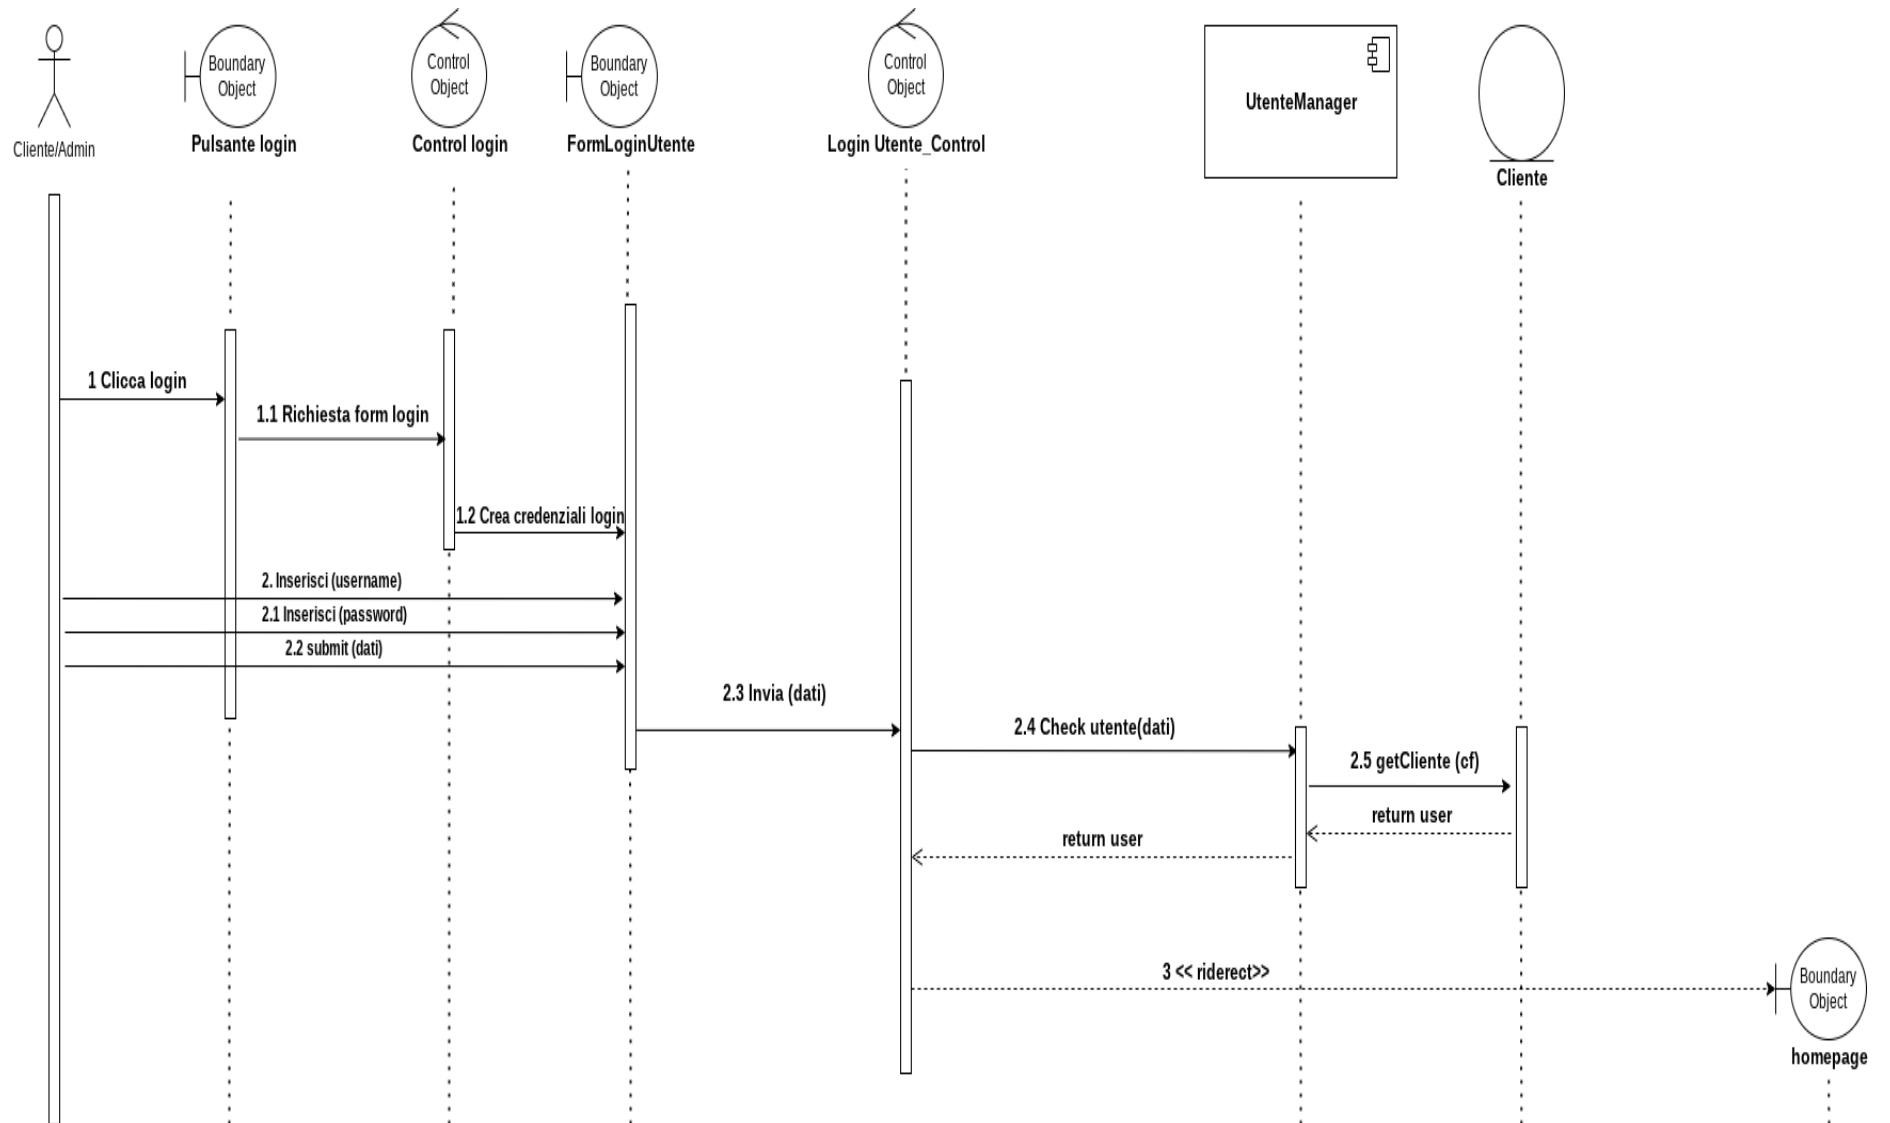 Boundary
Object
Control
Object
Boundary
Object
Control
Object
UtenteManager
Cliente/Admin
Pulsante login
Control login
FormLoginUtente
Login Utente_Control
Cliente
1 Clicca login
1.1 Richiesta form login
1.2 Crea credenziali login
2. Inserisci (username)
2.1 Inserisci (password)
2.2 submit (dati)
2.3 Invia (dati)
2.4 Check utente(dati)
2.5 getCliente (cf)
return user
return user
3 << riderect>>
Boundary
Object
homepage